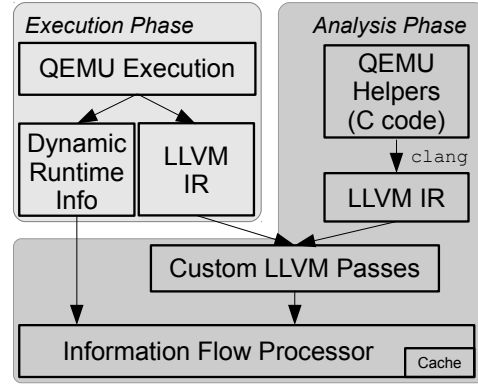 Execution Phase
QEMU Execution
Dynamic
Runtime
Info
LLVM
IR
Analysis Phase
QEMU
Helpers
(C code)
clang
LLVM IR
Custom LLVM Passes
Information Flow Processor
Cache